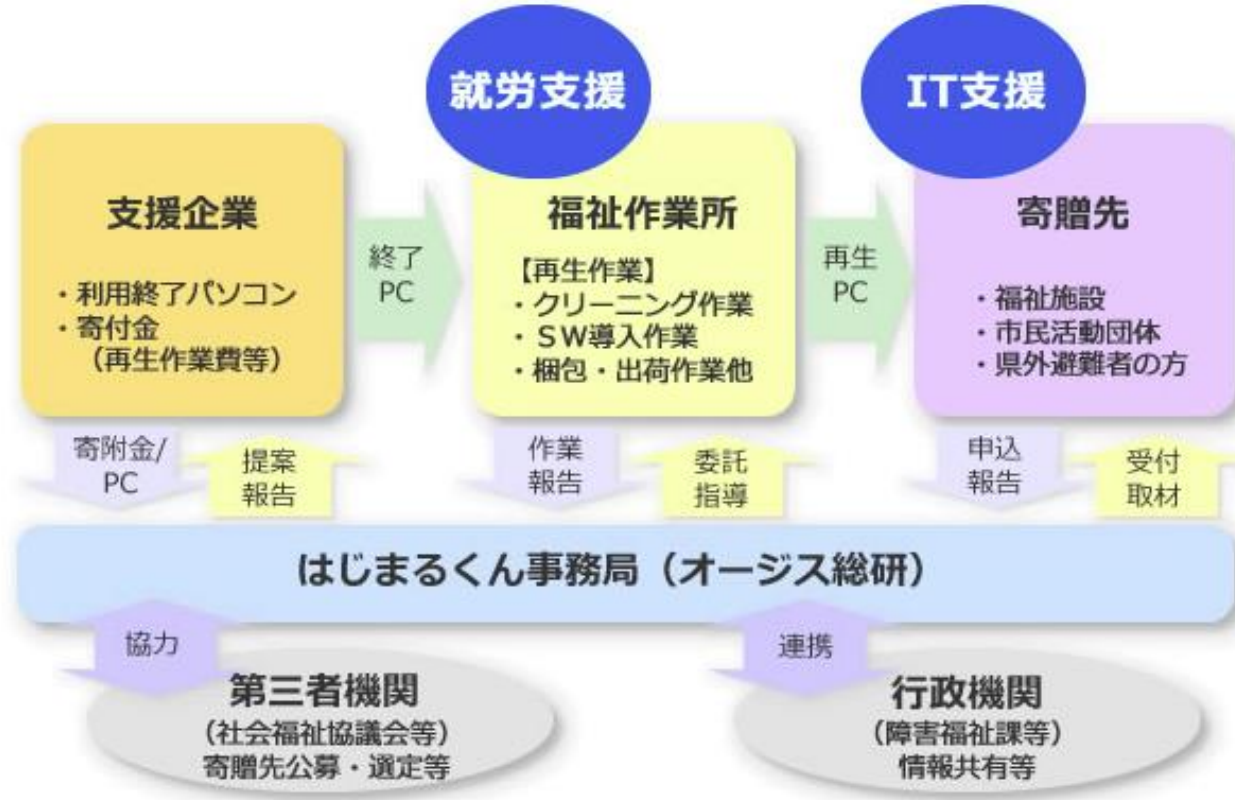 就労支援
IT支援
支援企業
・利用終了パソコン
・寄付金
（再生作業費等）
終了
PC
福祉作業所
【再生作業】
・クリーニング作業
・ＳＷ導入作業
・梱包・出荷作業他
再生
PC
寄贈先
・福祉施設
・市民活動団体
・県外避難者の方
寄附金/
PC
提案
報告
作業
報告
委託
指導
申込
報告
受付
取材
はじまるくん事務局（オージス総研）
協力
連携
第三者機関
（社会福祉協議会等）
寄贈先公募・選定等
行政機関
（障害福祉課等）
情報共有等